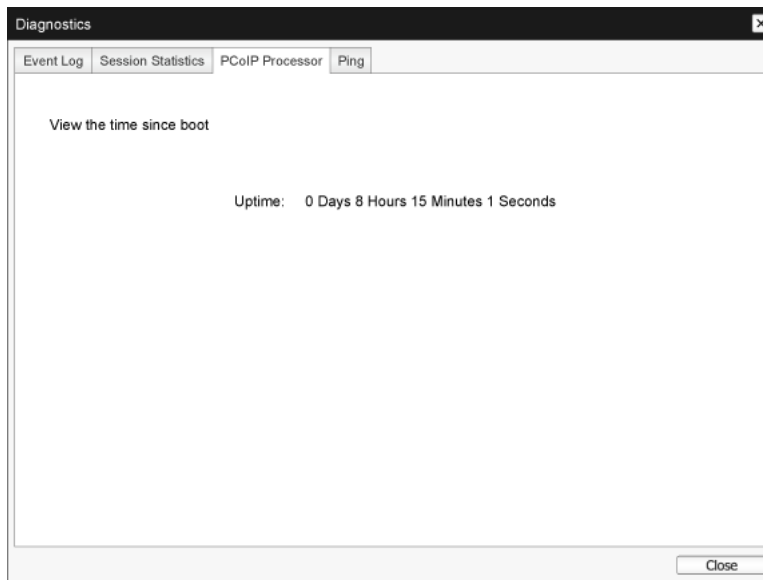 Diagnostics
Event Log Session Statistics PCoIP Processor Ping
View the time since boot
Uptime: 0 Days 8 Hours 15 Minutes 1 Seconds
Close